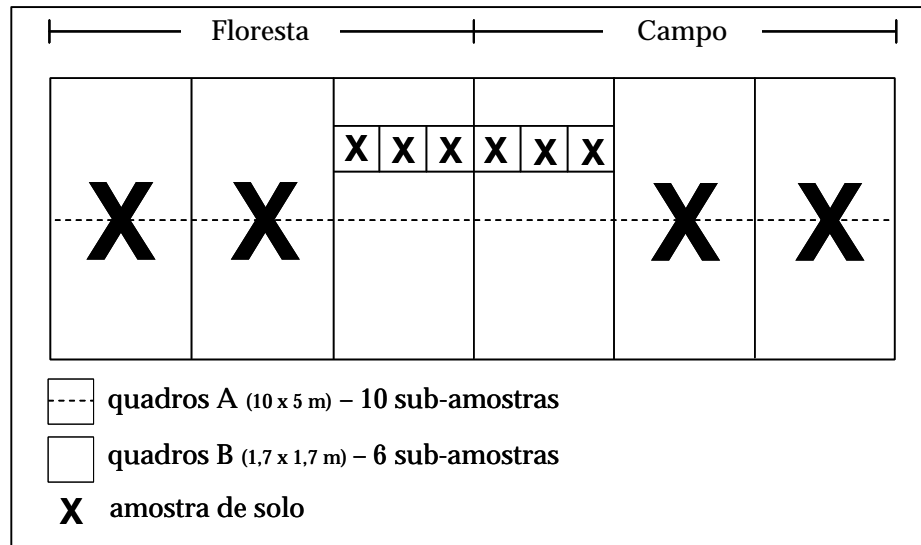 Floresta Campo
X X X X X X
X X X X
quadros A (10 x 5 m) – 10 sub-amostras
quadros B (1,7 x 1,7 m) – 6 sub-amostras
X amostra de solo